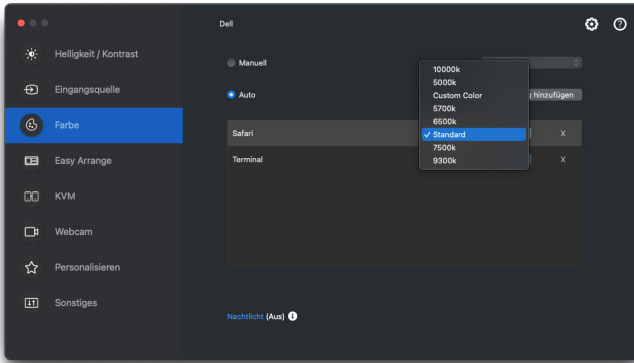 Dell
Helligkeit / Kontrast
Eingangsquelle
Farbe
Easy Arrange
KVM
Webcam
Personalisieren
Sonstiges
Manuell
Auto
hinzufügen
Safari
X
Terminal
X
10000k
5000k
Custom Color
5700k
6500k
✓ Standard
7500k
9300k
Nachtlicht (Aus)